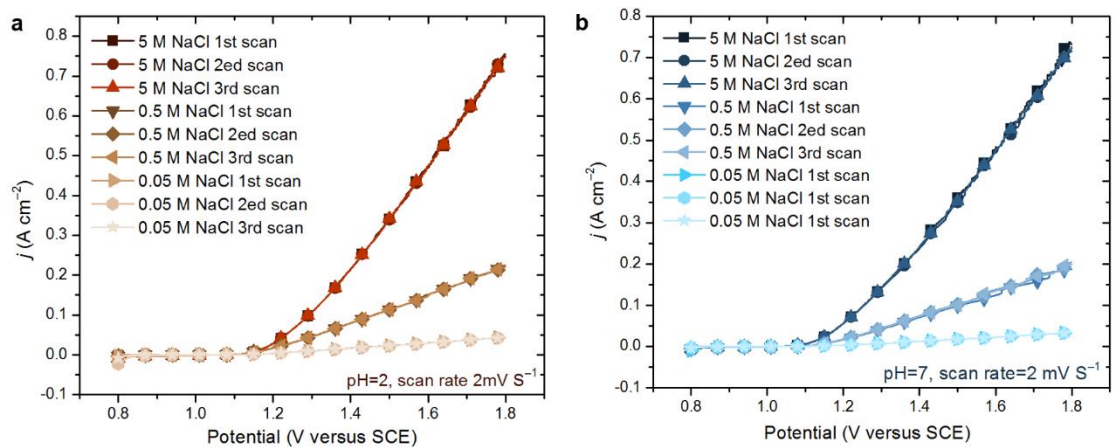 a
5 M NaCl 1st scan
5 M NaCl 2ed scan
5 M NaCl 3rd scan
0.5 M NaCl 1st scan
0.5 M NaCl 2ed scan
0.5 M NaCl 3rd scan
0.05 M NaCl 1st scan
0.05 M NaCl 2ed scan
0.05 M NaCl 3rd scan
0.8
0.7
0.6
0.5
0.4
0.3
0.2
0.1
0.0
-0.1
j (A cm⁻²)
pH=2, scan rate 2mV S⁻¹
0.8 1.0 1.2 1.4 1.6 1.8
Potential (V versus SCE)
b
5 M NaCl 1st scan
5 M NaCl 2ed scan
5 M NaCl 3rd scan
0.5 M NaCl 1st scan
0.5 M NaCl 2ed scan
0.5 M NaCl 3rd scan
0.05 M NaCl 1st scan
0.05 M NaCl 2ed scan
0.05 M NaCl 1st scan
0.8
0.7
0.6
0.5
0.4
0.3
0.2
0.1
0.0
-0.1
j (A cm⁻²)
pH=7, scan rate=2 mV S⁻¹
0.8 1.0 1.2 1.4 1.6 1.8
Potential (V versus SCE)